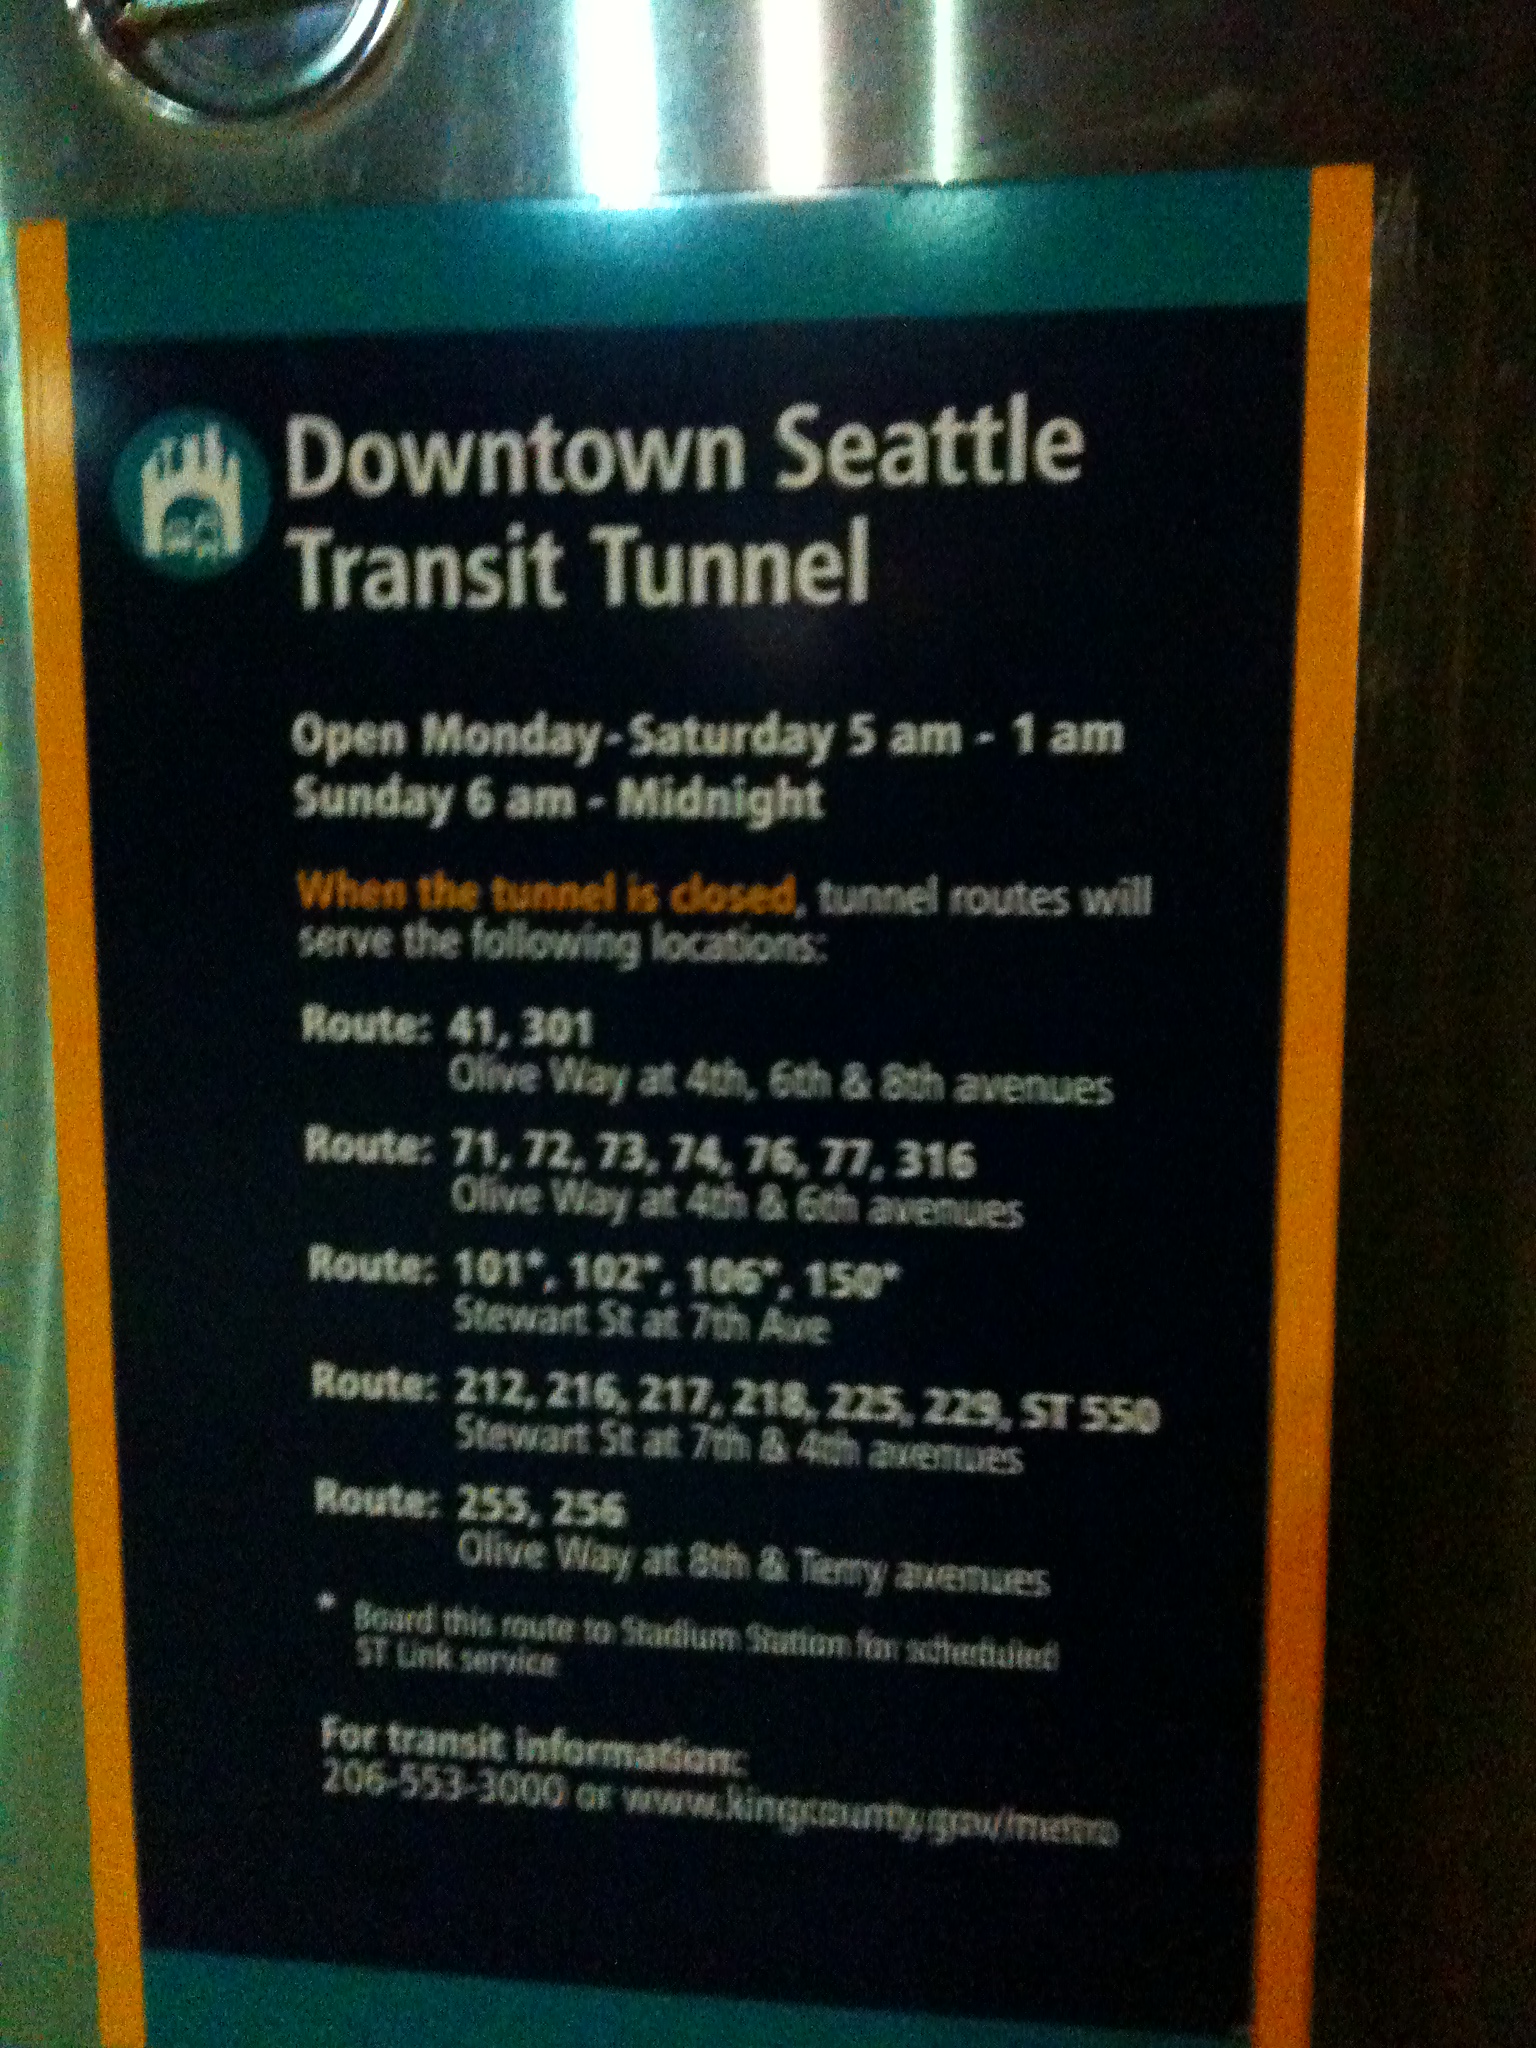 Downtown Seattle
Transit Tunnel
Open Monday-Saturday 5 am - 1 am
Sunday 6 am - Midnight
When the tunnel is closed, tunnel routes will
serve the following locations:
Route: 41, 301
Olive Way at 4th, 6th & 8th avenues
Route: 71, 72, 73, 74, 76, 77, 316
Olive Way at 4th & 6th avenues
Route: 101*, 102*, 106*, 150*
Stewart St at 7th Ave
Route: 212, 216, 217, 218, 225, 229, ST 550
Stewart St at 7th & 4th avenues
Route: 255, 256
Olive Way at 8th & Terry avenues
* Board this route to Stadium Station for scheduled
ST Link service
For transit information:
206-553-3000 or www.kingcounty.gov/metro